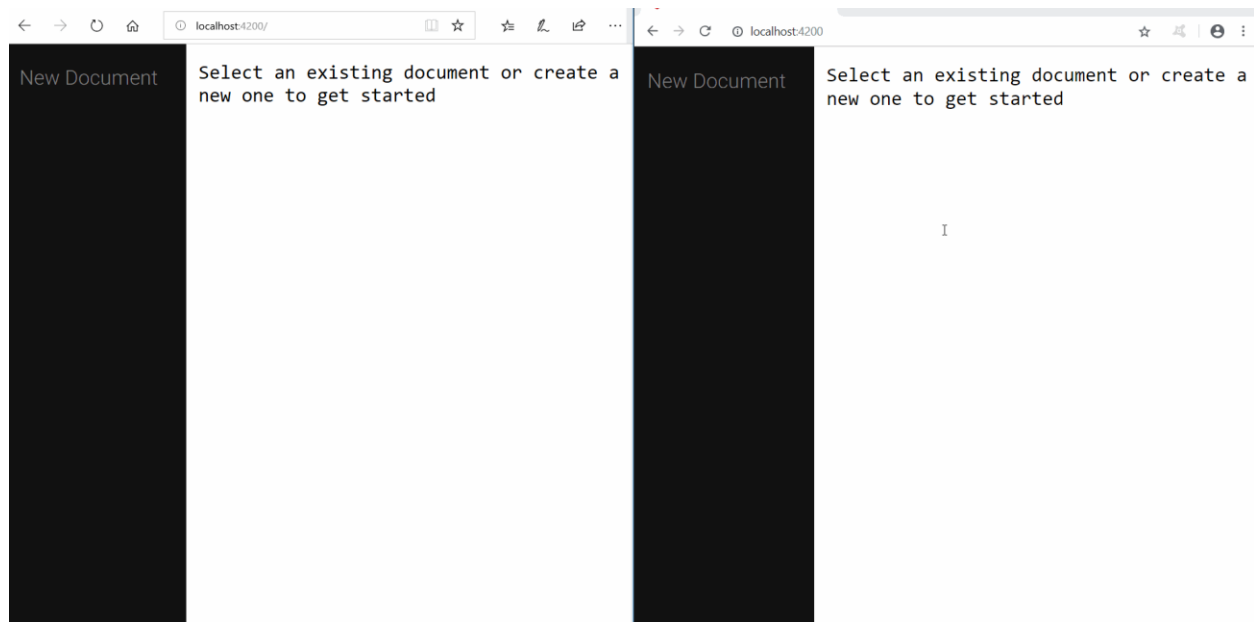 localhost:4200/
New Document
Select an existing document or create a
new one to get started
localhost:4200
New Document
Select an existing document or create a
new one to get started